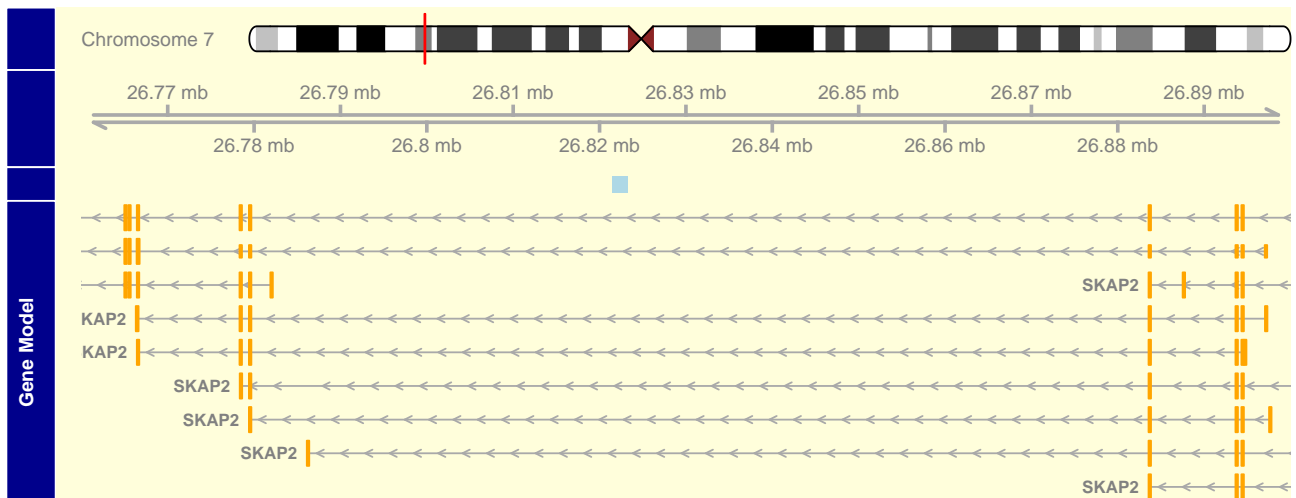 Chromosome 7
26.77 mb 26.79 mb 26.81 mb 26.83 mb 26.85 mb 26.87 mb 26.89 mb
26.78 mb 26.8 mb 26.82 mb 26.84 mb 26.86 mb 26.88 mb
Gene Model
SKAP2
KAP2
KAP2
SKAP2
SKAP2
SKAP2
SKAP2